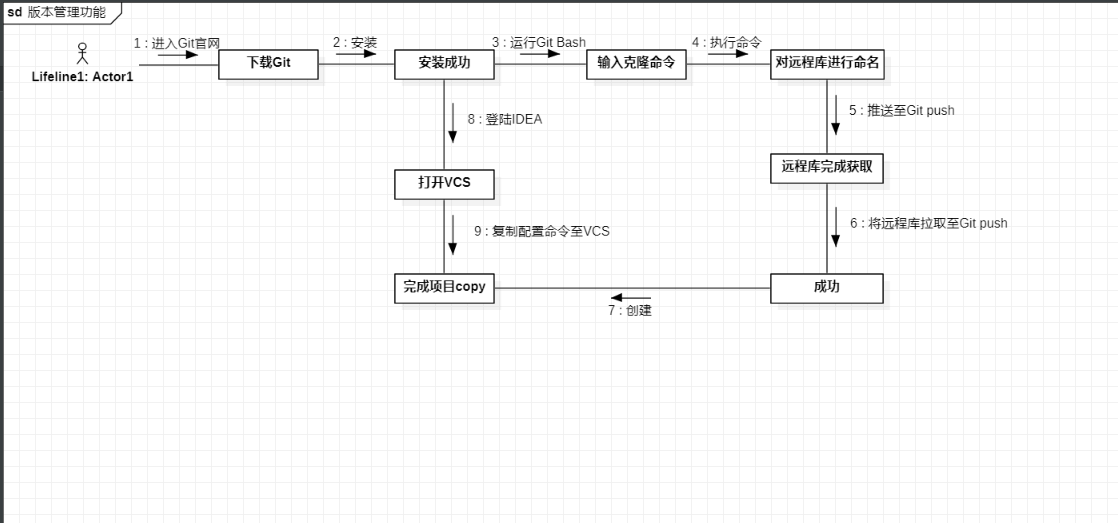 sd 版本管理功能
1 : 进入Git官网
2 : 安装
3 : 运行Git Bash
4 : 执行命令
Lifeline1: Actor1
下载Git
安装成功
输入克隆命令
对远程库进行命名
8 : 登陆IDEA
5 : 推送至Git push
打开VCS
远程库完成获取
9 : 复制配置命令至VCS
6 : 将远程库拉取至Git push
完成项目copy
成功
7 : 创建